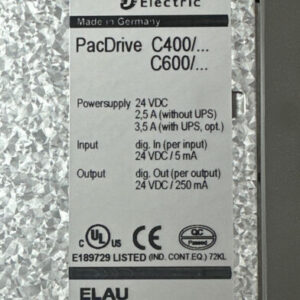 Electric
Made in Germany
PacDrive C400/...
C600/...
Powersupply 24 VDC
2,5 A (without UPS)
3,5 A (with UPS, opt.)
Input dig. In (per input)
24 VDC/ 5 mA
Output dig. Out (per output)
24 VDC/ 250 mA
C UL US
QC
Passed
E189729 LISTED (IND. CONT.EQ.) 72KL
ELAU